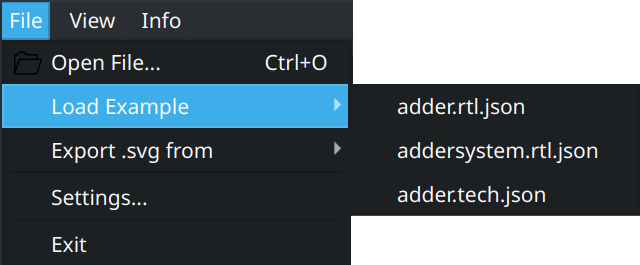 File View Info
Open File... Ctrl+O
Load Example
Export .svg from
Settings...
Exit
adder.rtl.json
addersystem.rtl.json
adder.tech.json